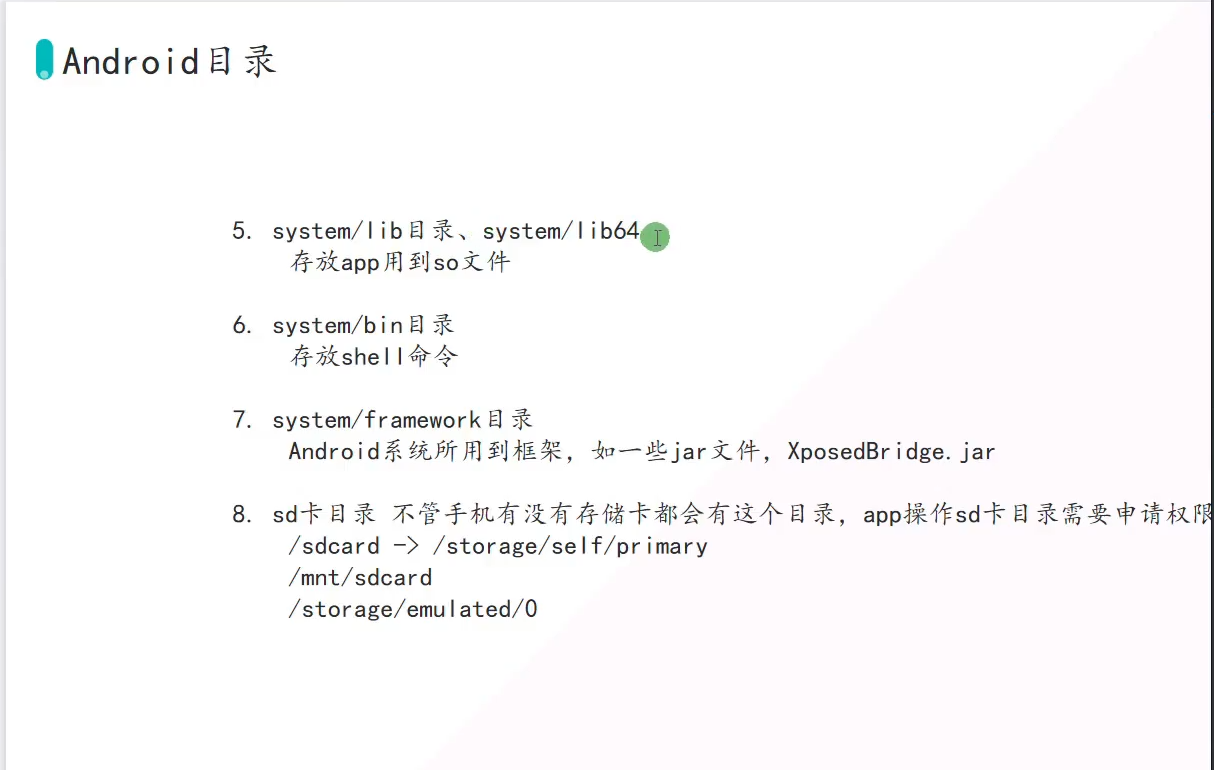 Android目录
5. system/lib目录、system/lib64
存放app用到so文件
6. system/bin目录
存放shell命令
7. system/framework目录
Android系统所用到框架，如一些jar文件，XposedBridge.jar
8. sd卡目录 不管手机有没有存储卡都会有这个目录，app操作sd卡目录需要申请权限
/sdcard -> /storage/self/primary
/mnt/sdcard
/storage/emulated/0